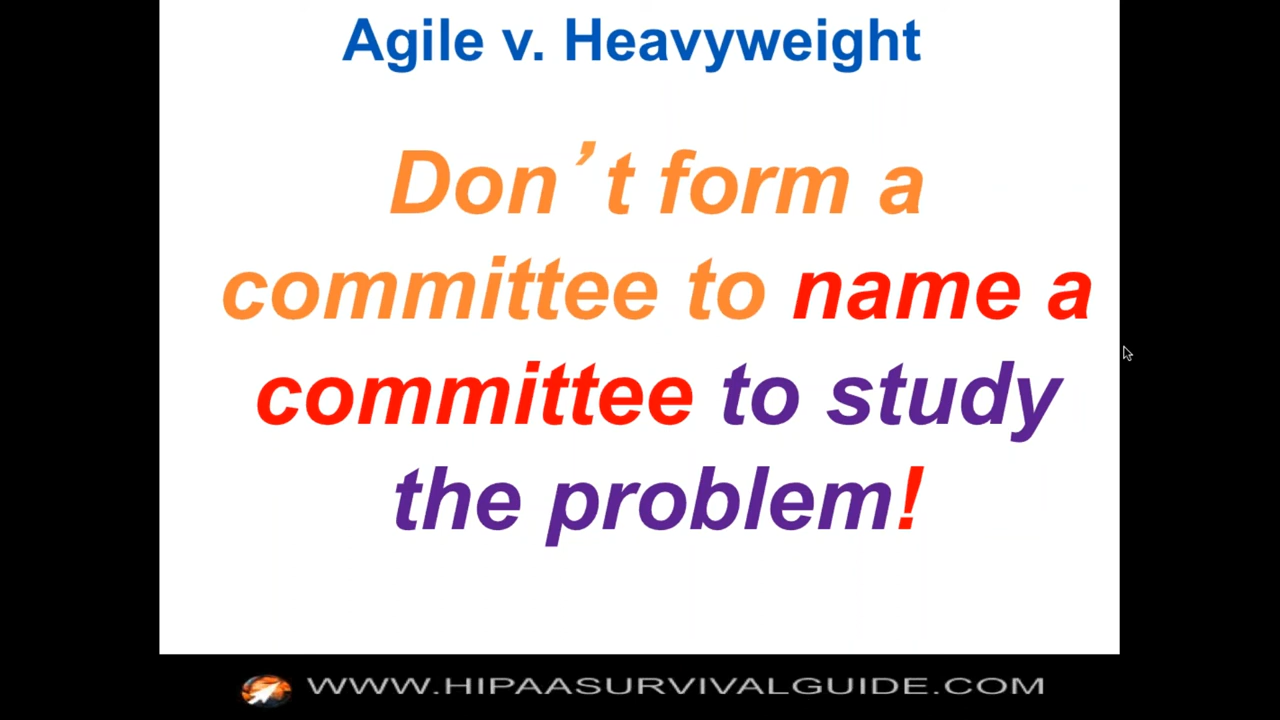 Agile v. Heavyweight
Don’t form a
committee to name a
committee to study
the problem!
WWW.HIPAASURVIVALGUIDE.COM